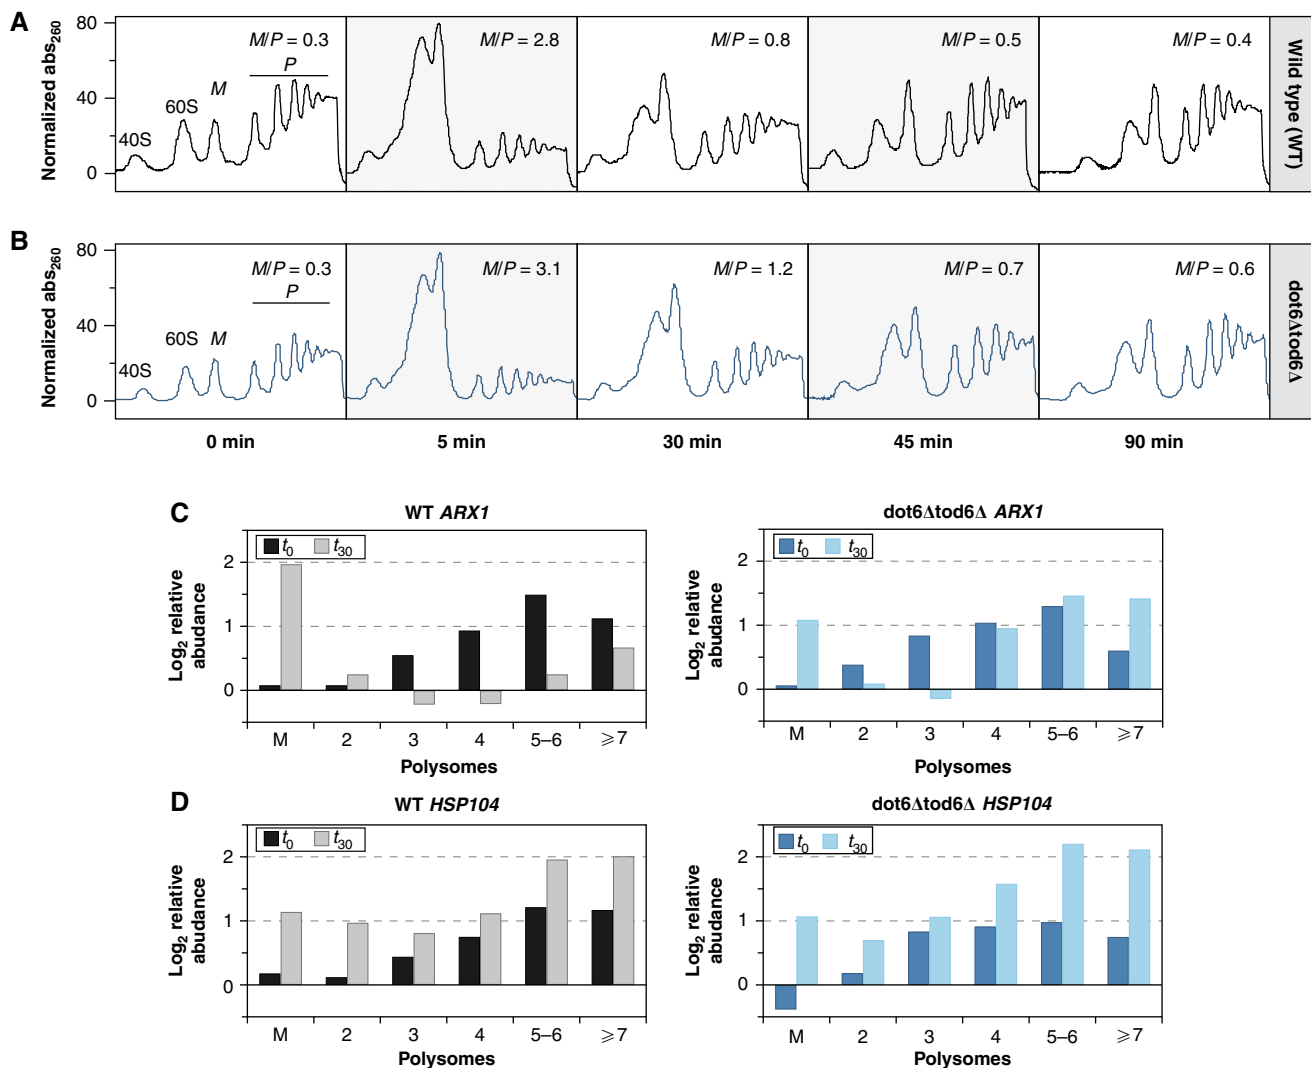 A
Normalized abs260
80
40
0
40S
60S
M
P
M/P = 0.3
M/P = 2.8
M/P = 0.8
M/P = 0.5
M/P = 0.4
Wild type (WT)
B
Normalized abs260
80
40
0
40S
60S
M
P
M/P = 0.3
M/P = 3.1
M/P = 1.2
M/P = 0.7
M/P = 0.6
dot6Δtod6Δ
0 min
5 min
30 min
45 min
90 min
C
WT ARX1
t0
t30
Log2 relative
abudance
2
1
0
M
2
3
4
5–6
⩾7
Polysomes
dot6Δtod6Δ ARX1
t0
t30
Log2 relative
abudance
2
1
0
M
2
3
4
5–6
⩾7
Polysomes
D
WT HSP104
t0
t30
Log2 relative
abudance
2
1
0
M
2
3
4
5–6
⩾7
Polysomes
dot6Δtod6Δ HSP104
t0
t30
Log2 relative
abudance
2
1
0
M
2
3
4
5–6
⩾7
Polysomes